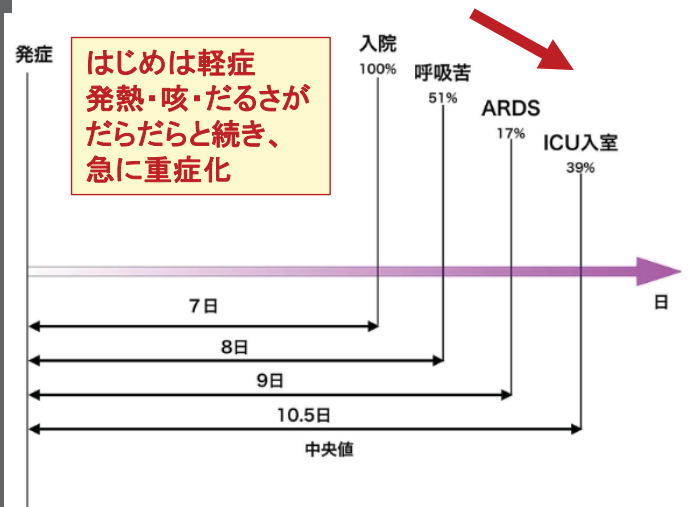 発症
はじめは軽症
発熱・咳・だるさが
だらだらと続き、
急に重症化
入院
100%
呼吸苦
51%
ARDS
17%
ICU入室
39%
日
7日
8日
9日
10.5日
中央値